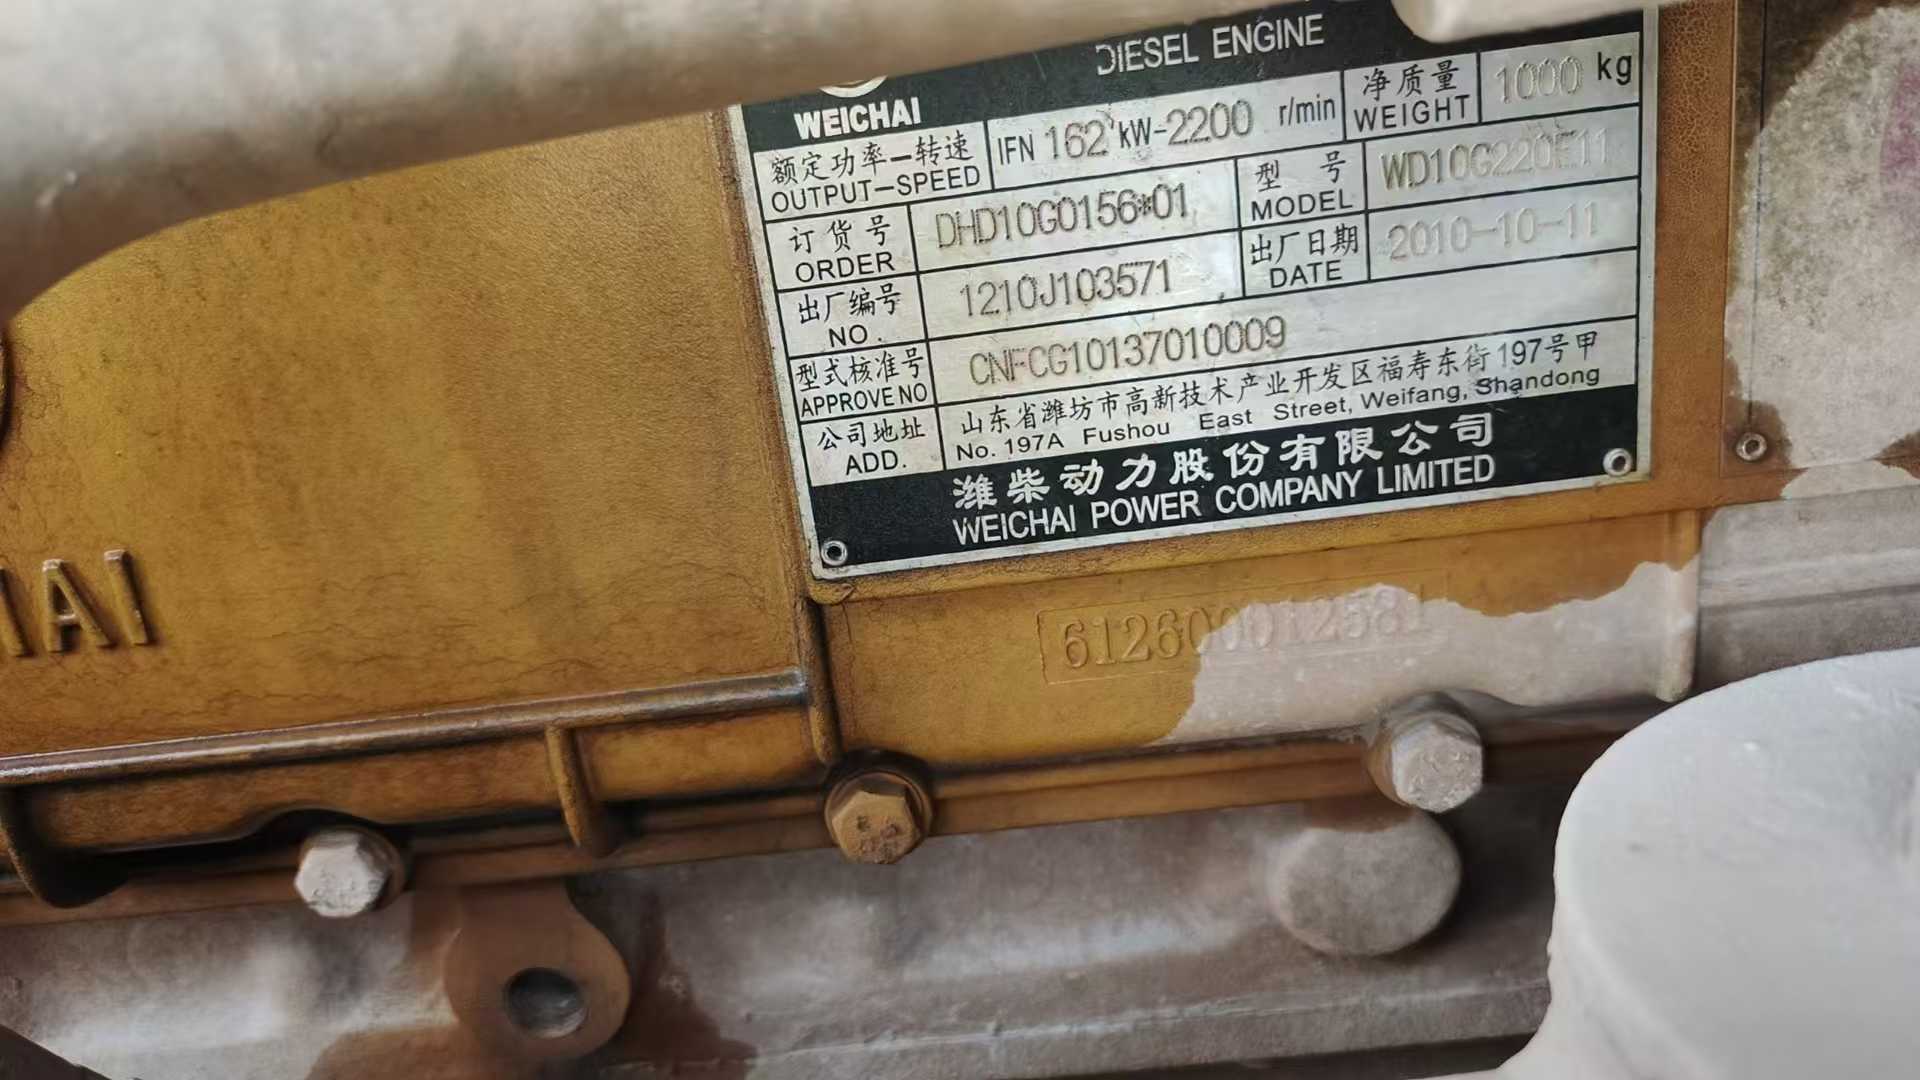 DIESEL ENGINE
WEICHAI
额定功率—转速 IFN 162 kW-2200 r/min 净质量 1000 kg
OUTPUT—SPEED WEIGHT
订货号 DHD10G0156*01 型号 WD10G220E11
ORDER MODEL
出厂编号 1210J103571 出厂日期 2010-10-11
NO. DATE
型式核准号 CNFCG10137010009
APPROVE NO
公司地址 山东省潍坊市高新技术产业开发区福寿东街197号甲
ADD. No. 197A Fushou East Street, Weifang, Shandong
潍柴动力股份有限公司
WEICHAI POWER COMPANY LIMITED
612600012581
IAI